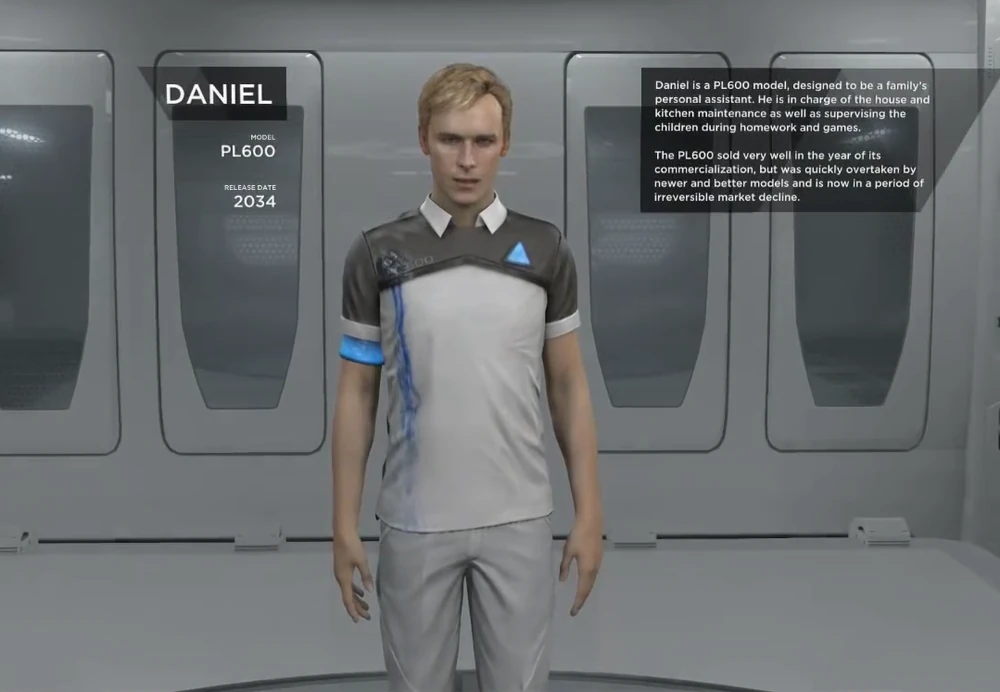 DANIEL
MODEL
PL600
RELEASE DATE
2034
Daniel is a PL600 model, designed to be a family's
personal assistant. He is in charge of the house and
kitchen maintenance as well as supervising the
children during homework and games.
The PL600 sold very well in the year of its
commercialization, but was quickly overtaken by
newer and better models and is now in a period of
irreversible market decline.